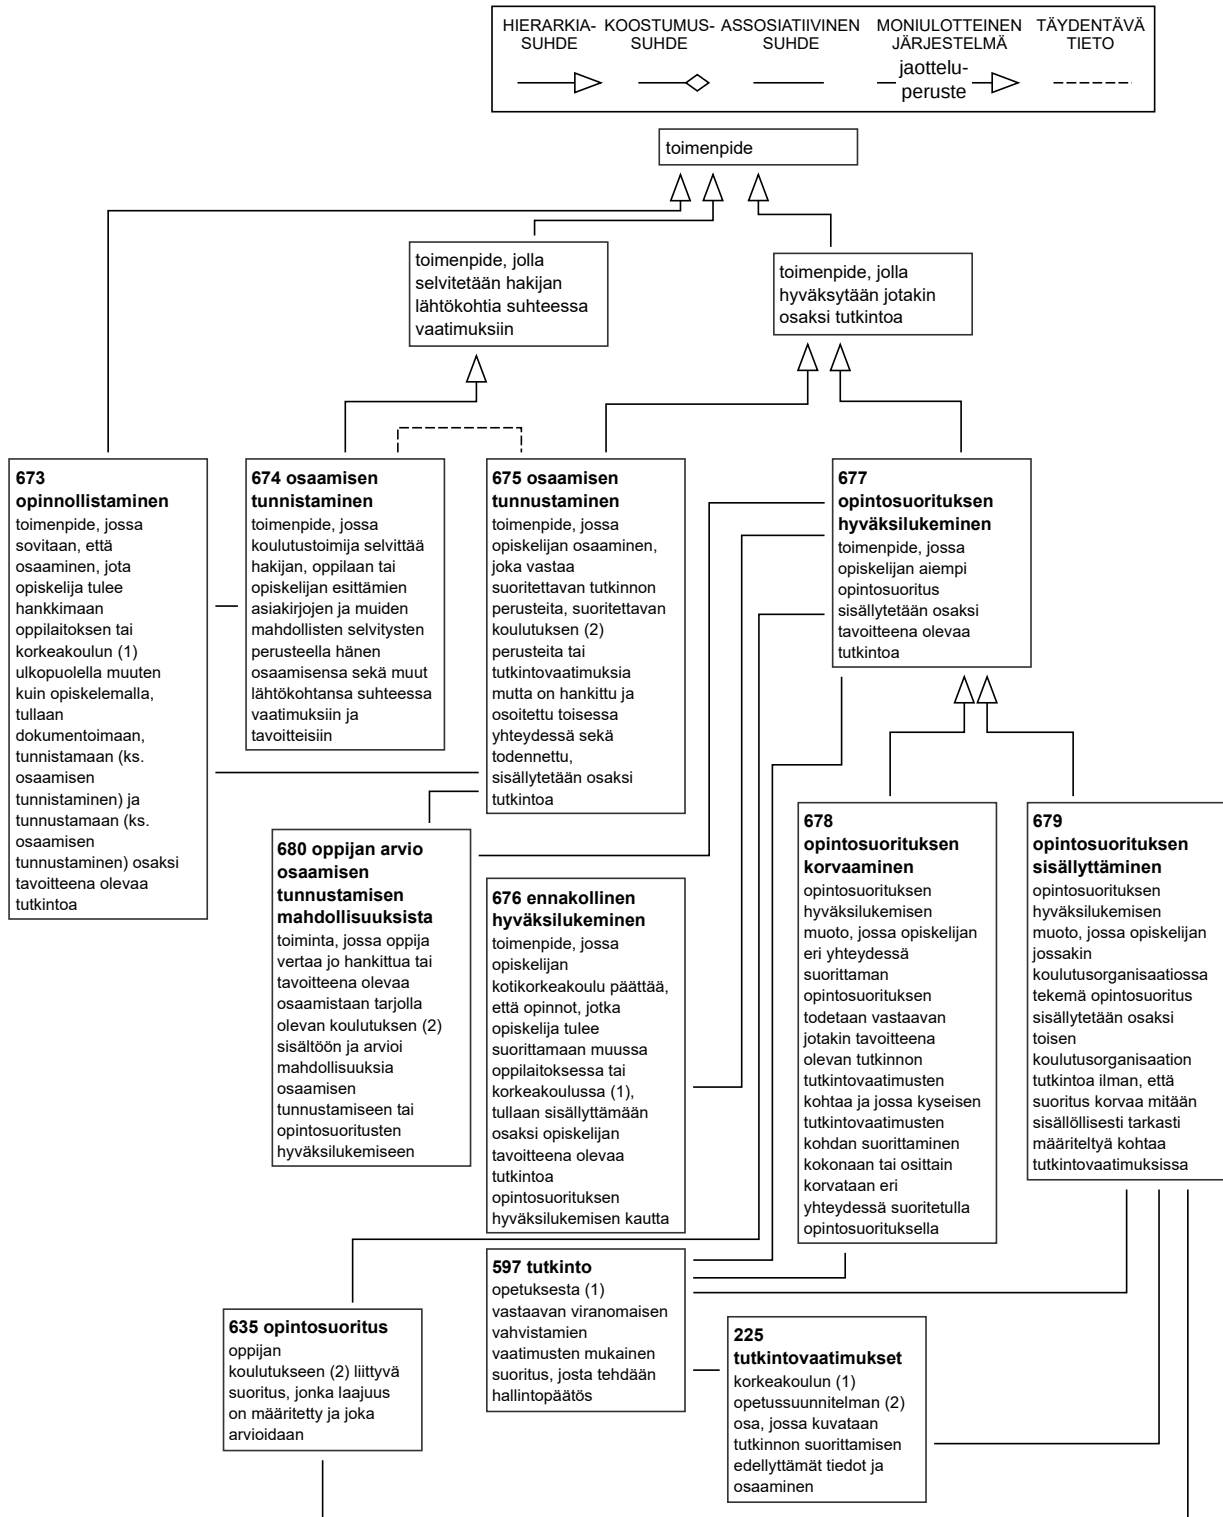 HIERARKIA-
SUHDE
KOOSTUMUS-
SUHDE
ASSOSIATIIVINEN
SUHDE
MONIULOTTEINEN
JÄRJESTELMÄ
TÄYDENTÄVÄ
TIETO
jaottelu-
peruste
toimenpide
toimenpide, jolla
selvitetään hakijan
lähtökohtia suhteessa
vaatimuksiin
toimenpide, jolla
hyväksytään jotakin
osaksi tutkintoa
673
opinnollistaminen
toimenpide, jossa
sovitaan, että
osaaminen, jota
opiskelija tulee
hankkimaan
oppilaitoksen tai
korkeakoulun (1)
ulkopuolella muuten
kuin opiskelemalla,
tullaan
dokumentoimaan,
tunnistamaan (ks.
osaamisen
tunnistaminen) ja
tunnustamaan (ks.
osaamisen
tunnustaminen) osaksi
tavoitteena olevaa
tutkintoa
674 osaamisen
tunnistaminen
toimenpide, jossa
koulutustoimija selvittää
hakijan, oppilaan tai
opiskelijan esittämien
asiakirjojen ja muiden
mahdollisten selvitysten
perusteella hänen
osaamisensa sekä muut
lähtökohtansa suhteessa
vaatimuksiin ja
tavoitteisiin
675 osaamisen
tunnustaminen
toimenpide, jossa
opiskelijan osaaminen,
joka vastaa
suoritettavan tutkinnon
perusteita, suoritettavan
koulutuksen (2)
perusteita tai
tutkintovaatimuksia
mutta on hankittu ja
osoitettu toisessa
yhteydessä sekä
todennettu,
sisällytetään osaksi
tutkintoa
677
opintosuorituksen
hyväksilukeminen
toimenpide, jossa
opiskelijan aiempi
opintosuoritus
sisällytetään osaksi
tavoitteena olevaa
tutkintoa
680 oppijan arvio
osaamisen
tunnustamisen
mahdollisuuksista
toiminta, jossa oppija
vertaa jo hankittua tai
tavoitteena olevaa
osaamistaan tarjolla
olevan koulutuksen (2)
sisältöön ja arvioi
mahdollisuuksia
osaamisen
tunnustamiseen tai
opintosuoritusten
hyväksilukemiseen
676 ennakollinen
hyväksilukeminen
toimenpide, jossa
opiskelijan
kotikorkeakoulu päättää,
että opinnot, jotka
opiskelija tulee
suorittamaan muussa
oppilaitoksessa tai
korkeakoulussa (1),
tullaan sisällyttämään
osaksi opiskelijan
tavoitteena olevaa
tutkintoa
opintosuorituksen
hyväksilukemisen kautta
678
opintosuorituksen
korvaaminen
opintosuorituksen
hyväksilukemisen
muoto, jossa opiskelijan
eri yhteydessä
suorittaman
opintosuorituksen
todetaan vastaavan
jotakin tavoitteena
olevan tutkinnon
tutkintovaatimusten
kohtaa ja jossa kyseisen
tutkintovaatimusten
kohdan suorittaminen
kokonaan tai osittain
korvataan eri
yhteydessä suoritetulla
opintosuorituksella
679
opintosuorituksen
sisällyttäminen
opintosuorituksen
hyväksilukemisen
muoto, jossa opiskelijan
jossakin
koulutusorganisaatiossa
tekemä opintosuoritus
sisällytetään osaksi
toisen
koulutusorganisaation
tutkintoa ilman, että
suoritus korvaa mitään
sisällöllisesti tarkasti
määriteltyä kohtaa
tutkintovaatimuksissa
597 tutkinto
opetuksesta (1)
vastaavan viranomaisen
vahvistamien
vaatimusten mukainen
suoritus, josta tehdään
hallintopäätös
635 opintosuoritus
oppijan
koulutukseen (2) liittyvä
suoritus, jonka laajuus
on määritetty ja joka
arvioidaan
225
tutkintovaatimukset
korkeakoulun (1)
opetussuunnitelman (2)
osa, jossa kuvataan
tutkinnon suorittamisen
edellyttämät tiedot ja
osaaminen